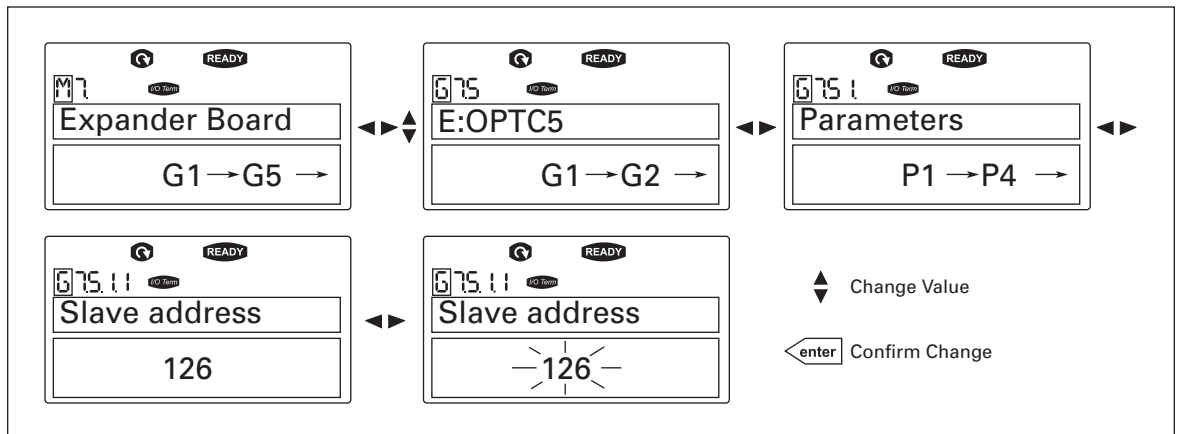 READY
M7.
I/O Term
Expander Board
G1→G5 →
READY
G7.5
I/O Term
E:OPTC5
G1→G2 →
READY
G7.5.1.
I/O Term
Parameters
P1→P4 →
READY
G7.5.1.1
I/O Term
Slave address
126
READY
G7.5.1.1
I/O Term
Slave address
126
Change Value
enter Confirm Change